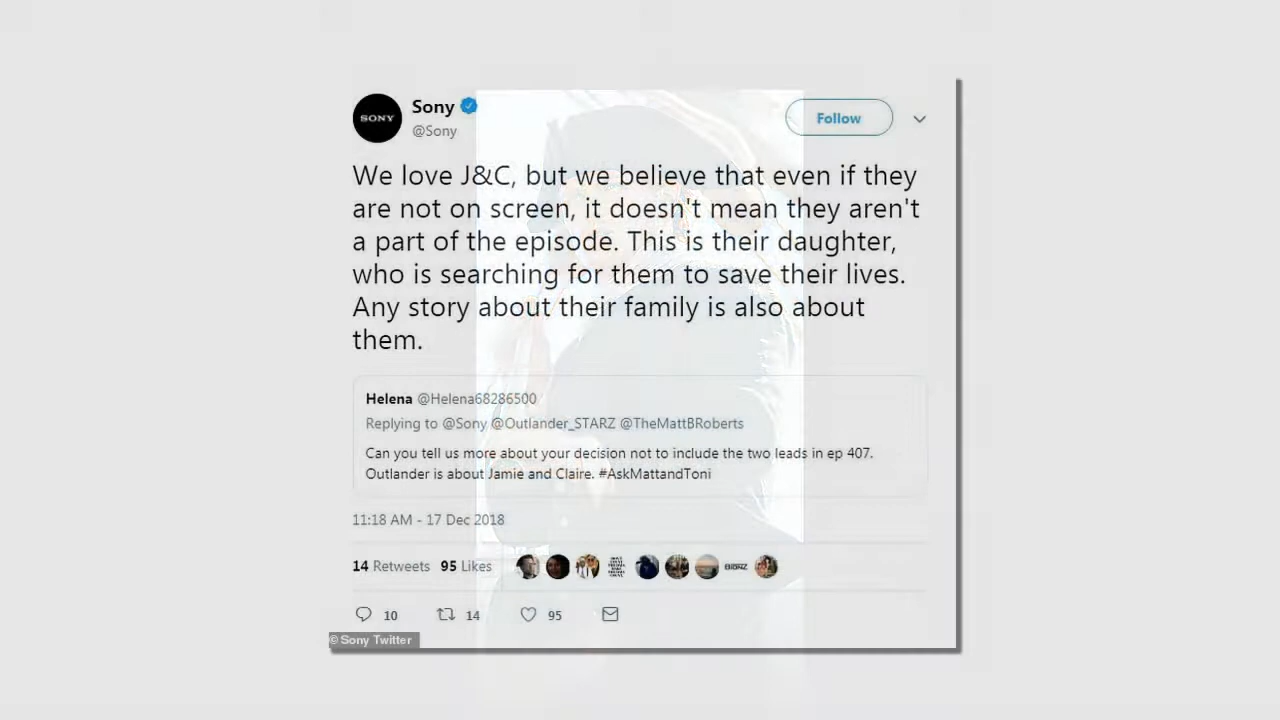 SONY
Sony
@Sony
Follow
We love J&C, but we believe that even if they
are not on screen, it doesn't mean they aren't
a part of the episode. This is their daughter,
who is searching for them to save their lives.
Any story about their family is also about
them.
Helena @Helena68286500
Replying to @Sony @Outlander_STARZ @TheMattBRoberts
Can you tell us more about your decision not to include the two leads in ep 407.
Outlander is about Jamie and Claire. #AskMattandToni
11:18 AM - 17 Dec 2018
14 Retweets 95 Likes
10 14 95
© Sony Twitter